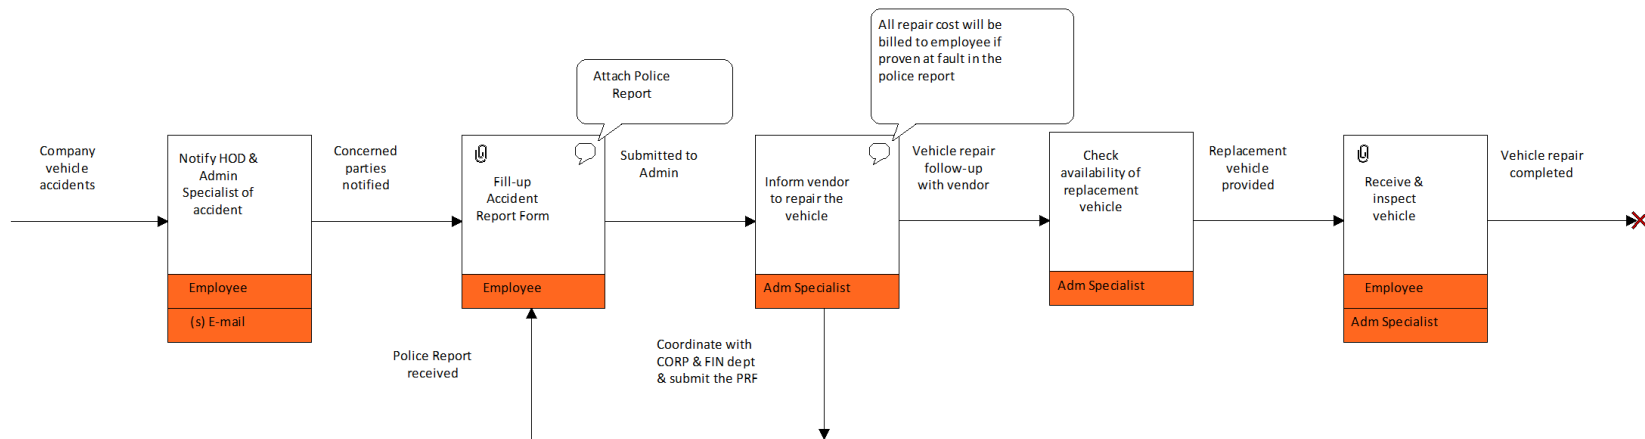 All repair cost will be
billed to employee if
proven at fault in the
police report
Attach Police
Report
Company
vehicle
accidents
Notify HOD &
Admin
Specialist of
accident
Employee
(s) E-mail
Concerned
parties
notified
Fill-up
Accident
Report Form
Employee
Submitted to
Admin
Inform vendor
to repair the
vehicle
Adm Specialist
Vehicle repair
follow-up
with vendor
Check
availability of
replacement
vehicle
Adm Specialist
Replacement
vehicle
provided
Receive &
inspect
vehicle
Employee
Adm Specialist
Vehicle repair
completed
Police Report
received
Coordinate with
CORP & FIN dept
& submit the PRF